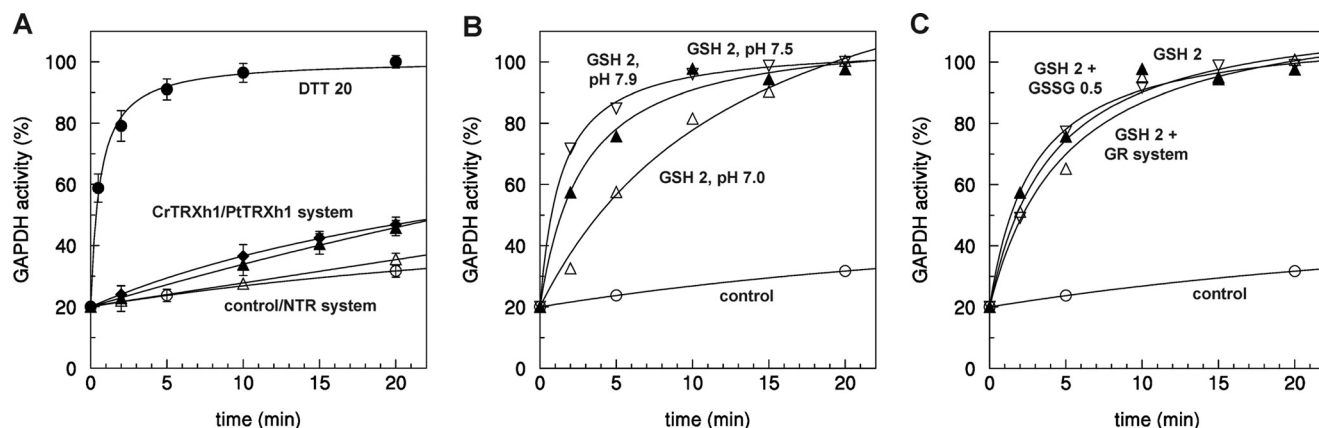 A
GAPDH activity (%)
100
80
60
40
20
0
DTT 20
CrTRXh1/PtTRXh1 system
control/NTR system
0 5 10 15 20
time (min)
B
GAPDH activity (%)
100
80
60
40
20
0
GSH 2,
pH 7.9
GSH 2, pH 7.5
GSH 2, pH 7.0
control
0 5 10 15 20
time (min)
C
GAPDH activity (%)
100
80
60
40
20
0
GSH 2
GSH 2 +
GSSG 0.5
GSH 2 +
GR system
control
0 5 10 15 20
time (min)